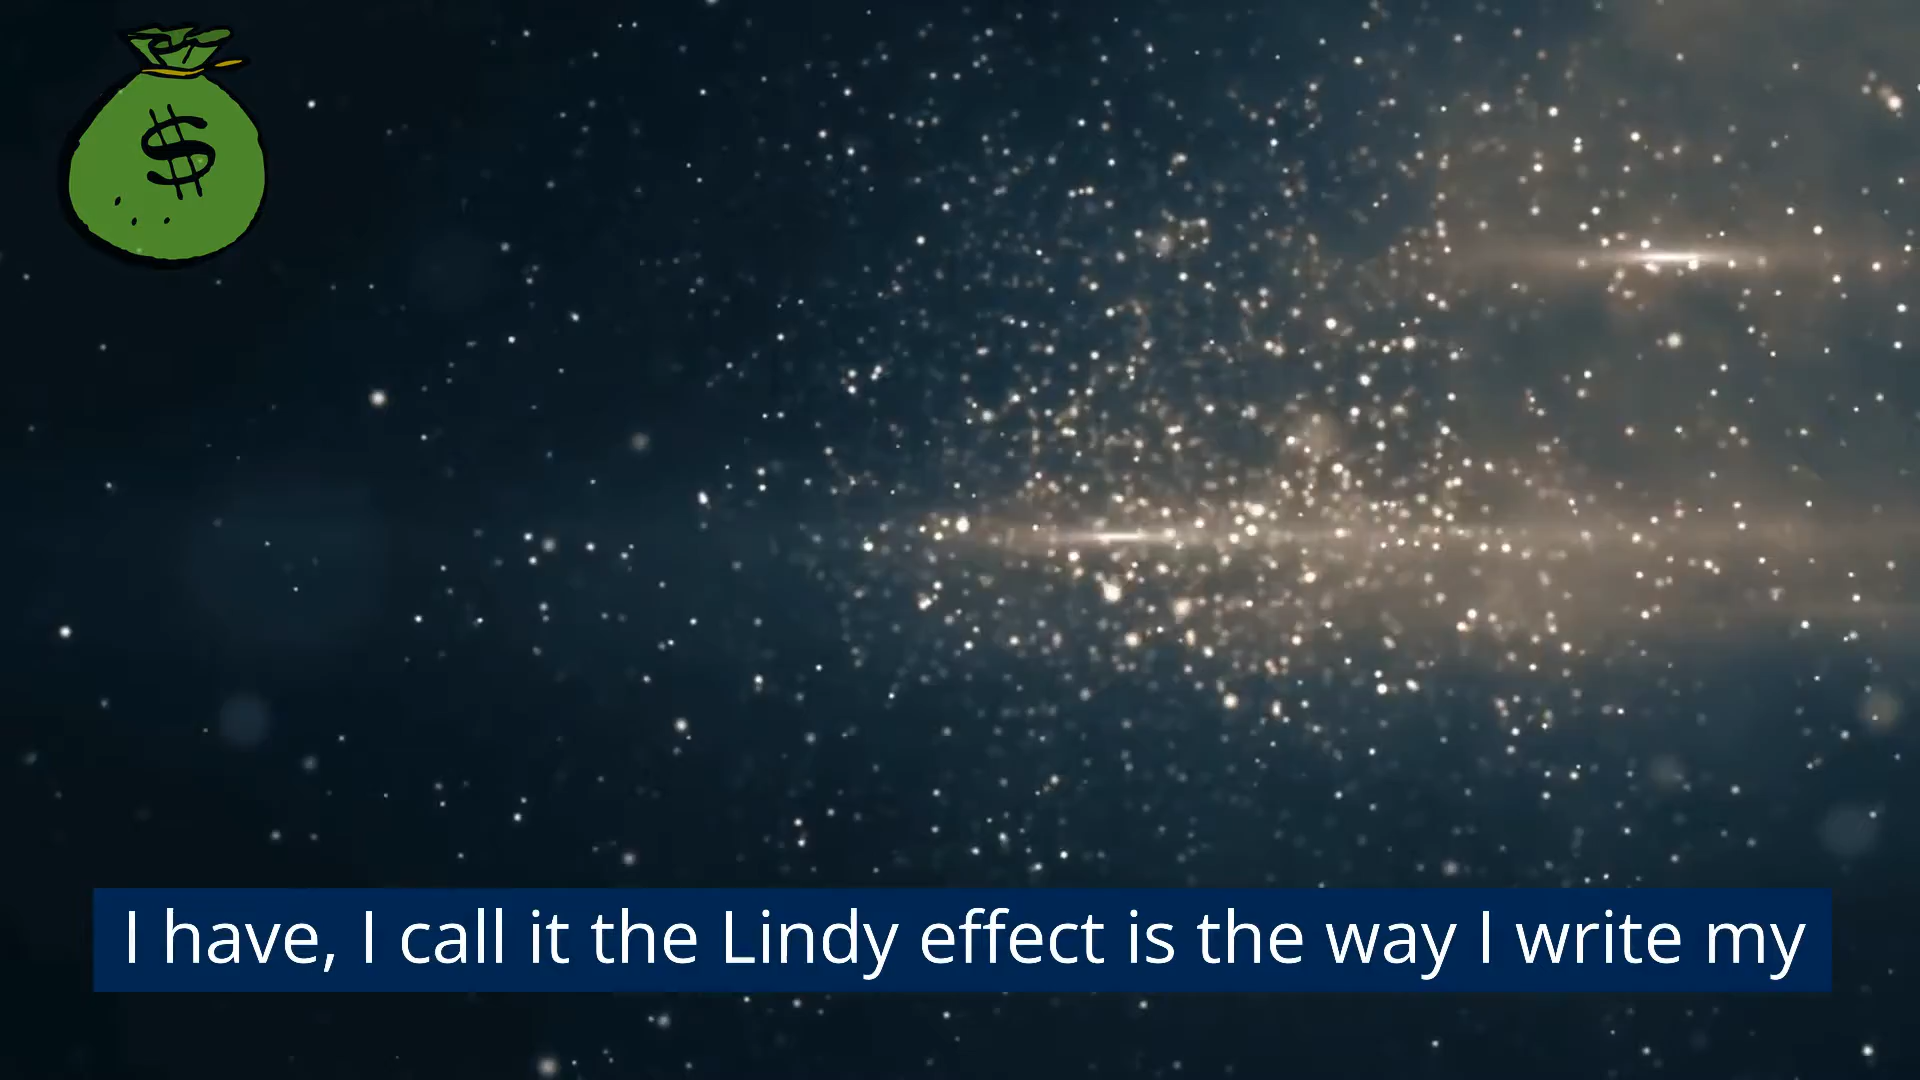 $
I have, I call it the Lindy effect is the way I write my